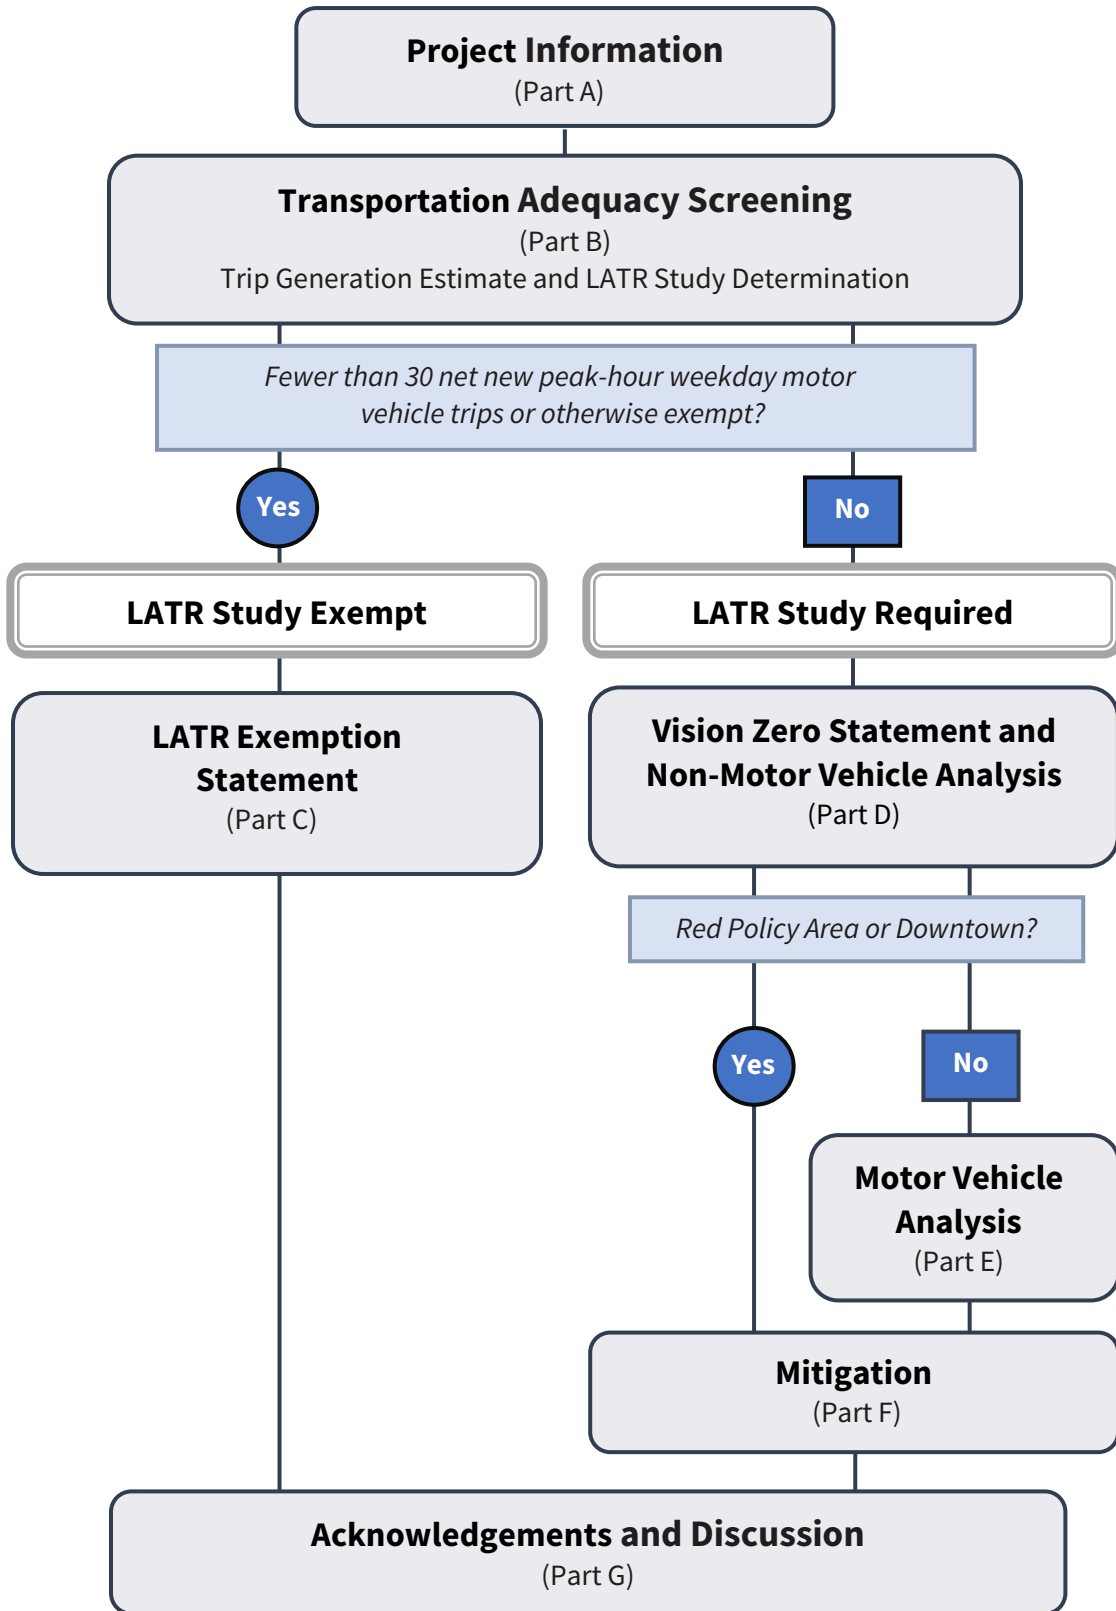 Project Information
(Part A)
Transportation Adequacy Screening
(Part B)
Trip Generation Estimate and LATR Study Determination
Fewer than 30 net new peak-hour weekday motor
vehicle trips or otherwise exempt?
Yes
No
LATR Study Exempt
LATR Study Required
LATR Exemption
Statement
(Part C)
Vision Zero Statement and
Non-Motor Vehicle Analysis
(Part D)
Red Policy Area or Downtown?
Yes
No
Motor Vehicle
Analysis
(Part E)
Mitigation
(Part F)
Acknowledgements and Discussion
(Part G)